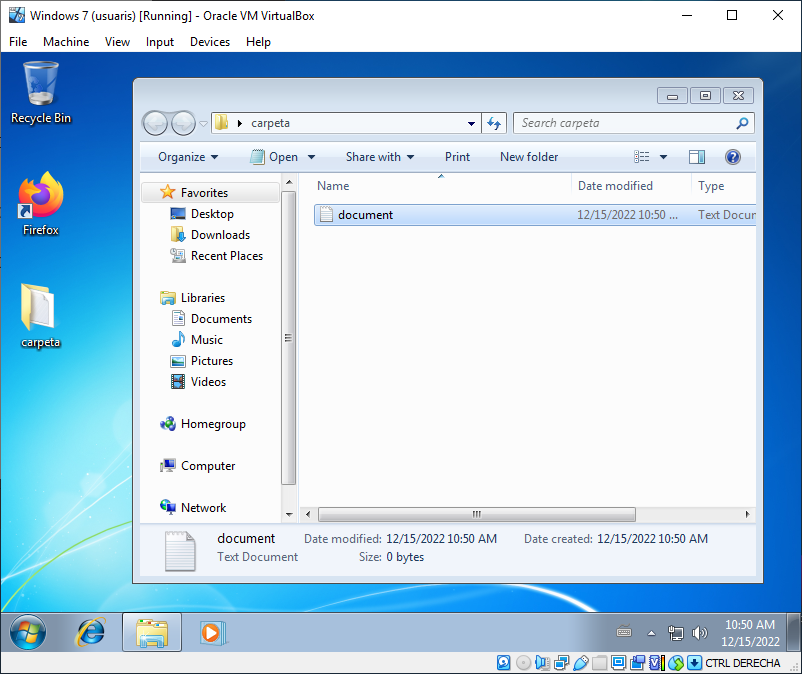 Windows 7 (usuaris) [Running] - Oracle VM VirtualBox
File Machine View Input Devices Help
Recycle Bin
Firefox
carpeta
carpeta
Search carpeta
Organize Open Share with Print New folder
Favorites
Desktop
Downloads
Recent Places
Libraries
Documents
Music
Pictures
Videos
Homegroup
Computer
Network
Name Date modified Type
document 12/15/2022 10:50 ... Text Docum
document Date modified: 12/15/2022 10:50 AM Date created: 12/15/2022 10:50 AM
Text Document Size: 0 bytes
10:50 AM
12/15/2022
CTRL DERECHA